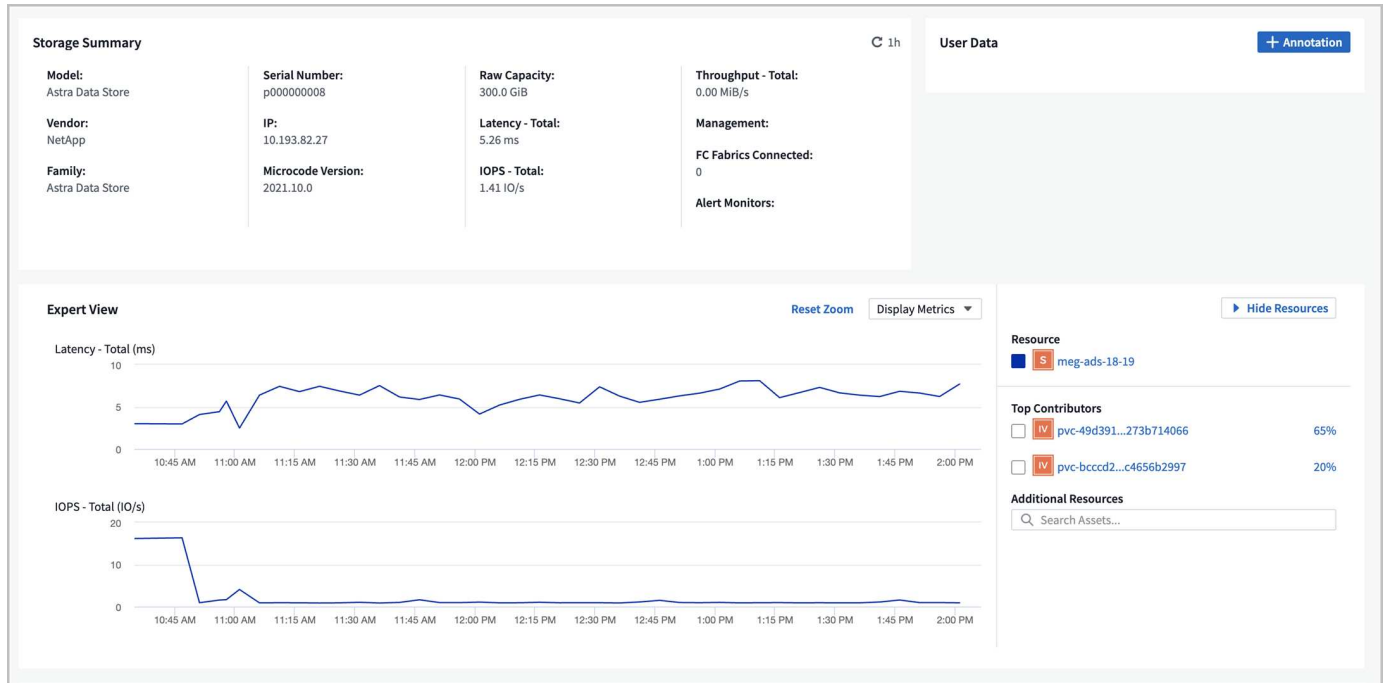 Storage Summary
1h
Model:
Astra Data Store
Vendor:
NetApp
Family:
Astra Data Store
Serial Number:
p000000008
IP:
10.193.82.27
Microcode Version:
2021.10.0
Raw Capacity:
300.0 GiB
Latency - Total:
5.26 ms
IOPS - Total:
1.41 IO/s
Throughput - Total:
0.00 MiB/s
Management:
FC Fabrics Connected:
0
Alert Monitors:
User Data
+ Annotation
Expert View
Reset Zoom
Display Metrics
Latency - Total (ms)
10
5
0
10:45 AM 11:00 AM 11:15 AM 11:30 AM 11:45 AM 12:00 PM 12:15 PM 12:30 PM 12:45 PM 1:00 PM 1:15 PM 1:30 PM 1:45 PM 2:00 PM
IOPS - Total (IO/s)
20
10
0
10:45 AM 11:00 AM 11:15 AM 11:30 AM 11:45 AM 12:00 PM 12:15 PM 12:30 PM 12:45 PM 1:00 PM 1:15 PM 1:30 PM 1:45 PM 2:00 PM
Hide Resources
Resource
S meg-ads-18-19
Top Contributors
IV pvc-49d391...273b714066 65%
IV pvc-bcccd2...c4656b2997 20%
Additional Resources
Search Assets...